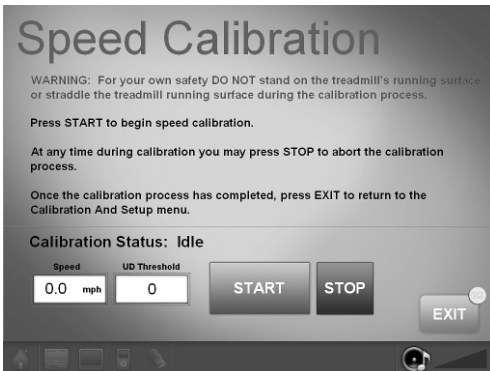 Speed Calibration
WARNING: For your own safety DO NOT stand on the treadmill's running surface
or straddle the treadmill running surface during the calibration process.
Press START to begin speed calibration.
At any time during calibration you may press STOP to abort the calibration
process.
Once the calibration process has completed, press EXIT to return to the
Calibration And Setup menu.
Calibration Status: Idle
Speed UD Threshold
0.0 mph 0 START STOP
EXIT